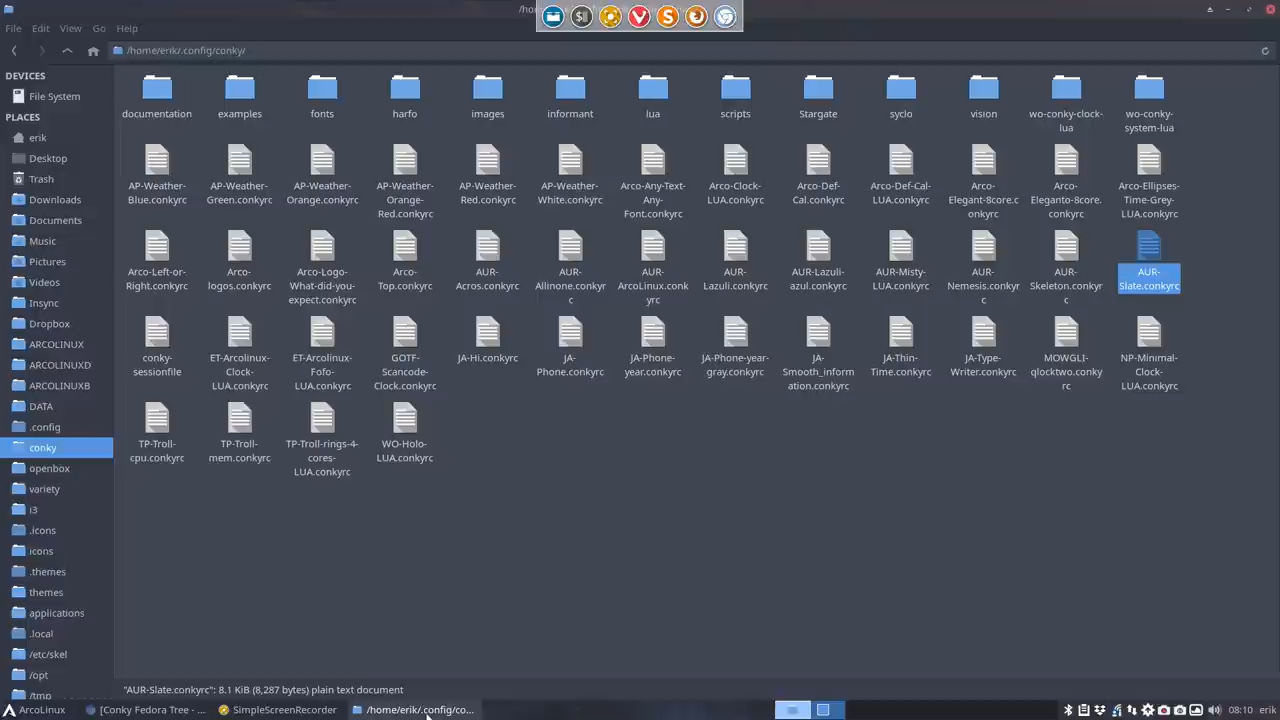 /ho
File Edit View Go Help
/home/erik/.config/conky/
DEVICES
File System
PLACES
erik
Desktop
Trash
Downloads
Documents
Music
Pictures
Videos
Insync
Dropbox
ARCOLINUX
ARCOLINUXD
ARCOLINUXB
DATA
.config
conky
openbox
variety
i3
.icons
icons
.themes
themes
applications
.local
/etc/skel
/opt
/tmp
documentation examples fonts harfo images informant lua scripts Stargate syclo vision wo-conky-clock- wo-conky-
lua system-lua
AP-Weather- AP-Weather- AP-Weather- AP-Weather- AP-Weather- AP-Weather- Arco-Any-Text- Arco-Clock- Arco-Def- Arco-Def-Cal- Arco- Arco- Arco-Ellipses-
Blue.conkyrc Green.conkyrc Orange.conkyrc Orange- Red.conkyrc White.conkyrc Any- LUA.conkyrc Cal.conkyrc LUA.conkyrc Elegant-8core.c Eleganto-8core. Time-Grey-
Red.conkyrc Font.conkyrc onkyrc conkyrc LUA.conkyrc
Arco-Left-or- Arco- Arco-Logo- Arco- AUR- AUR- AUR- AUR- AUR-Lazuli- AUR-Misty- AUR- AUR- AUR-
Right.conkyrc logos.conkyrc What-did-you- Top.conkyrc Acros.conkyrc Allinone.conkyr ArcoLinux.conk Lazuli.conkyrc azul.conkyrc LUA.conkyrc Nemesis.conkyr Skeleton.conkyr Slate.conkyrc
expect.conkyrc c yrc c c
conky- ET-Arcolinux- ET-Arcolinux- GOTF- JA-Hi.conkyrc JA- JA-Phone- JA-Phone-year- JA- JA-Thin- JA-Type- MOWGLI- NP-Minimal-
sessionfile Clock- Fofo- Scancode- Phone.conkyrc year.conkyrc gray.conkyrc Smooth_inform Time.conkyrc Writer.conkyrc qlocktwo.conky Clock-
LUA.conkyrc LUA.conkyrc Clock.conkyrc ation.conkyrc rc LUA.conkyrc
TP-Troll- TP-Troll- TP-Troll-rings-4- WO-Holo-
cpu.conkyrc mem.conkyrc cores- LUA.conkyrc
LUA.conkyrc
"AUR-Slate.conkyrc": 8.1 KiB (8,287 bytes) plain text document
ArcoLinux [Conky Fedora Tree - ... SimpleScreenRecorder /home/erik/.config/co... 08:10 erik